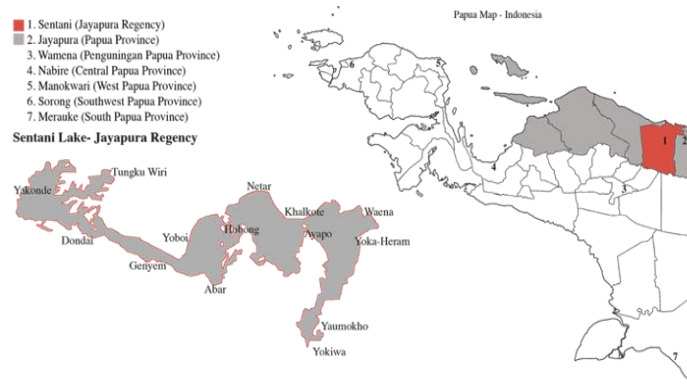 Papua Map - Indonesia
1. Sentani (Jayapura Regency)
2. Jayapura (Papua Province)
3. Wamena (Penguningan Papua Province)
4. Nabire (Central Papua Province)
5. Manokwari (West Papua Province)
6. Sorong (Southwest Papua Province)
7. Merauke (South Papua Province)
Sentani Lake- Jayapura Regency
6
5
1
2
4
3
7
Tungku Wiri
Yakonde
Netar
Khalkote
Waena
Dondai
Yoboi
Hobong
Ayapo
Yoka-Heram
Genyem
Abar
Yaumokho
Yokiwa